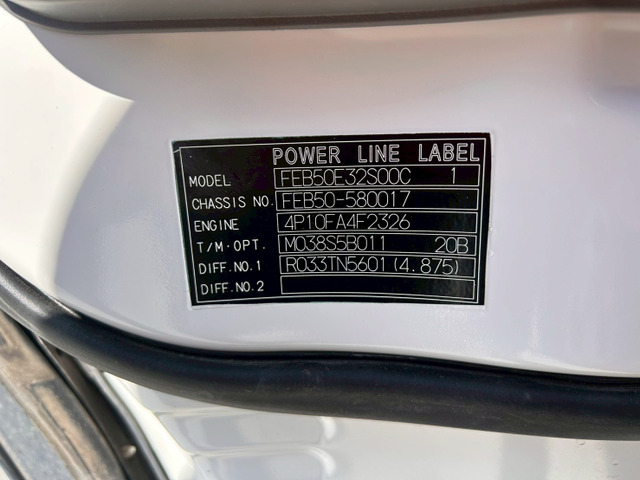 POWER LINE LABEL
MODEL FEB50E32S00C 1
CHASSIS NO. FEB50-580017
ENGINE 4P10FA4F2326
T/M·OPT. M038S5B011 20B
DIFF.NO.1 R033TN5601(4.875)
DIFF.NO.2